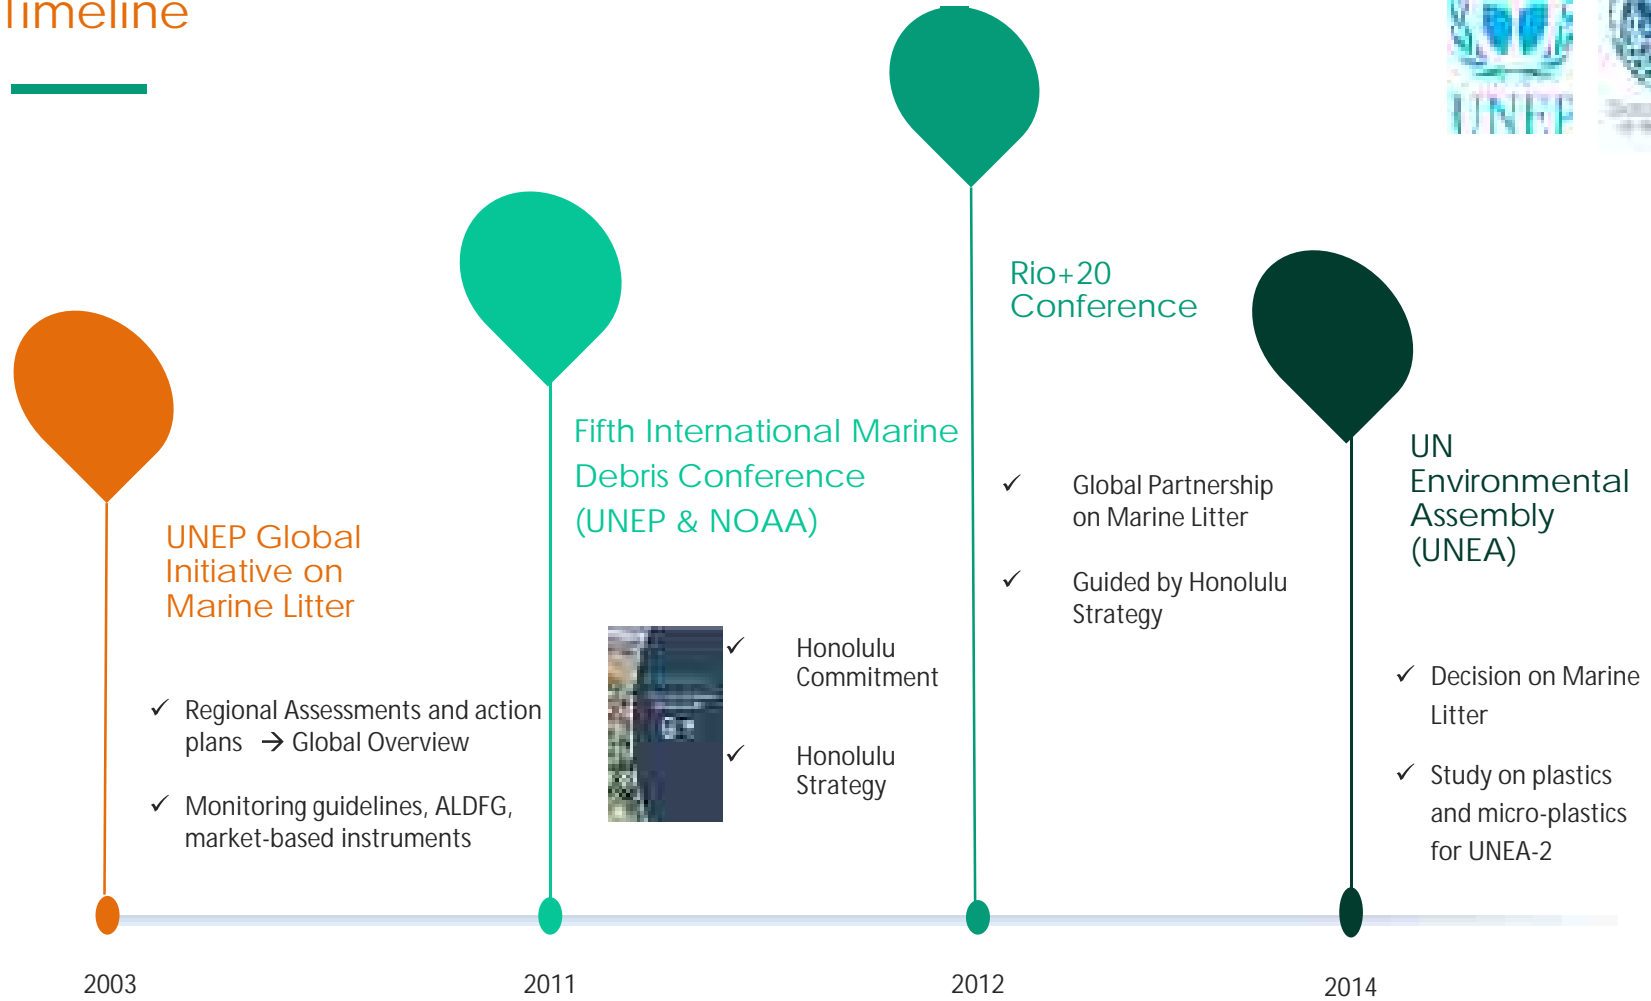 Timeline
UNEP
Rio+20
Conference
Fifth International Marine
Debris Conference
(UNEP & NOAA)
UN
Environmental
Assembly
(UNEA)
UNEP Global
Initiative on
Marine Litter
✓ Global Partnership
on Marine Litter
✓ Guided by Honolulu
Strategy
✓ Honolulu
Commitment
✓ Honolulu
Strategy
✓ Regional Assessments and action
plans → Global Overview
✓ Monitoring guidelines, ALDFG,
market-based instruments
✓ Decision on Marine
Litter
✓ Study on plastics
and micro-plastics
for UNEA-2
2003
2011
2012
2014